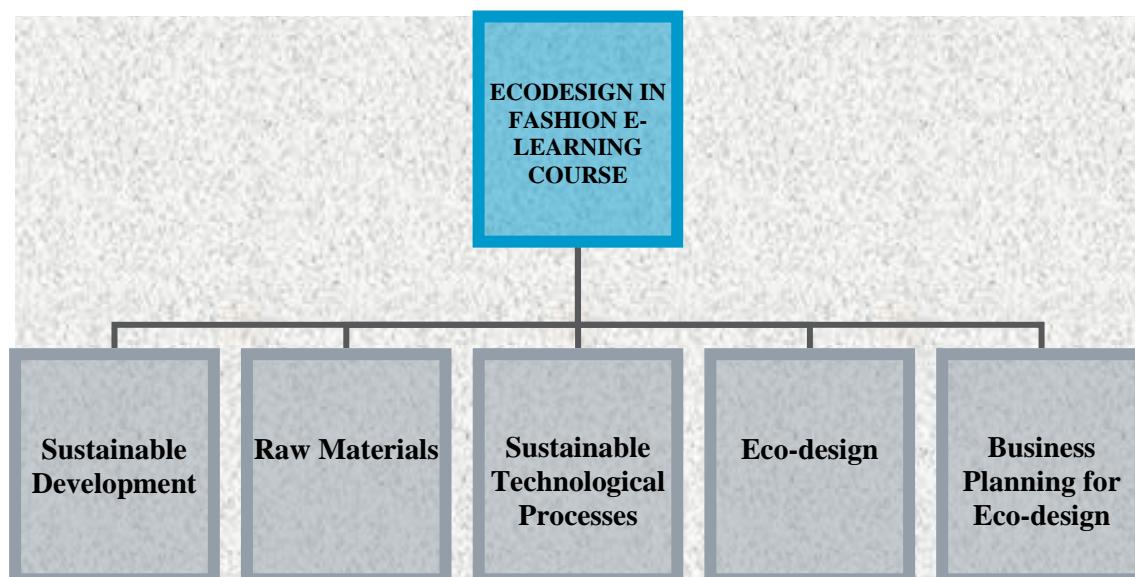 ECODESIGN IN
FASHION E-
LEARNING
COURSE
Sustainable
Development
Raw Materials
Sustainable
Technological
Processes
Eco-design
Business
Planning for
Eco-design